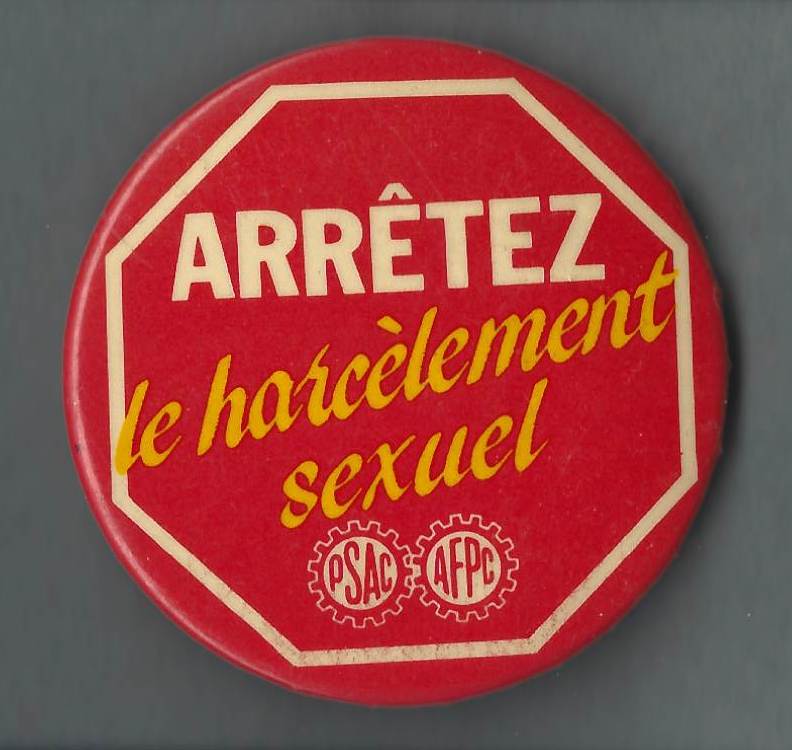 ARRÊTEZ
le harcèlement
sexuel
PSAC AFPC